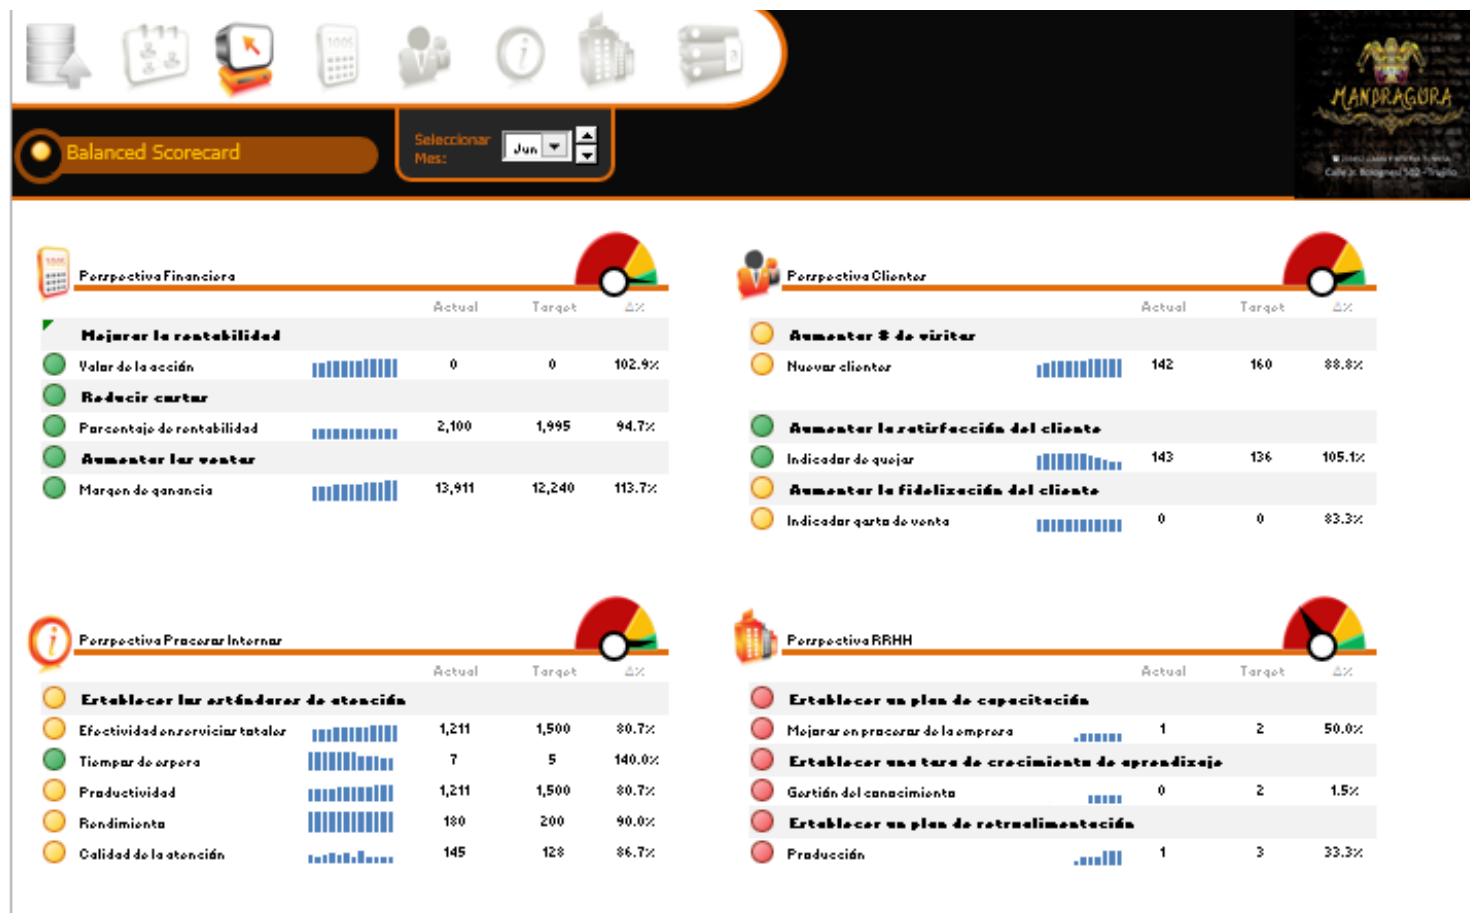 100$
a
Balanced Scorecard
Seleccionar
Mes:
Jun
MANDRAGORA
Calle Jr. Bolognesi 502 - Trujillo
Perspectiva Financiera
Actual Target Δ%
Mejorar la rentabilidad
Valor de la acción 0 0 102.9%
Reducir costos
Porcentaje de rentabilidad 2,100 1,995 94.7%
Aumentar las ventas
Margen de ganancia 13,911 12,240 113.7%
Perspectiva Clientes
Actual Target Δ%
Aumentar # de visitas
Nuevos clientes 142 160 88.8%
Aumentar la satisfacción del cliente
Indicador de quejas 143 136 105.1%
Aumentar la fidelización del cliente
Indicador gasto de venta 0 0 83.3%
Perspectiva Procesos Internos
Actual Target Δ%
Establecer los estándares de atención
Efectividad en servicios totales 1,211 1,500 80.7%
Tiempos de espera 7 5 140.0%
Productividad 1,211 1,500 80.7%
Rendimiento 180 200 90.0%
Calidad de la atención 145 128 86.7%
Perspectiva RRHH
Actual Target Δ%
Establecer un plan de capacitación
Mejoras en procesos de la empresa 1 2 50.0%
Establecer una tasa de crecimiento de aprendizaje
Gestión del conocimiento 0 2 1.5%
Establecer un plan de retroalimentación
Producción 1 3 33.3%